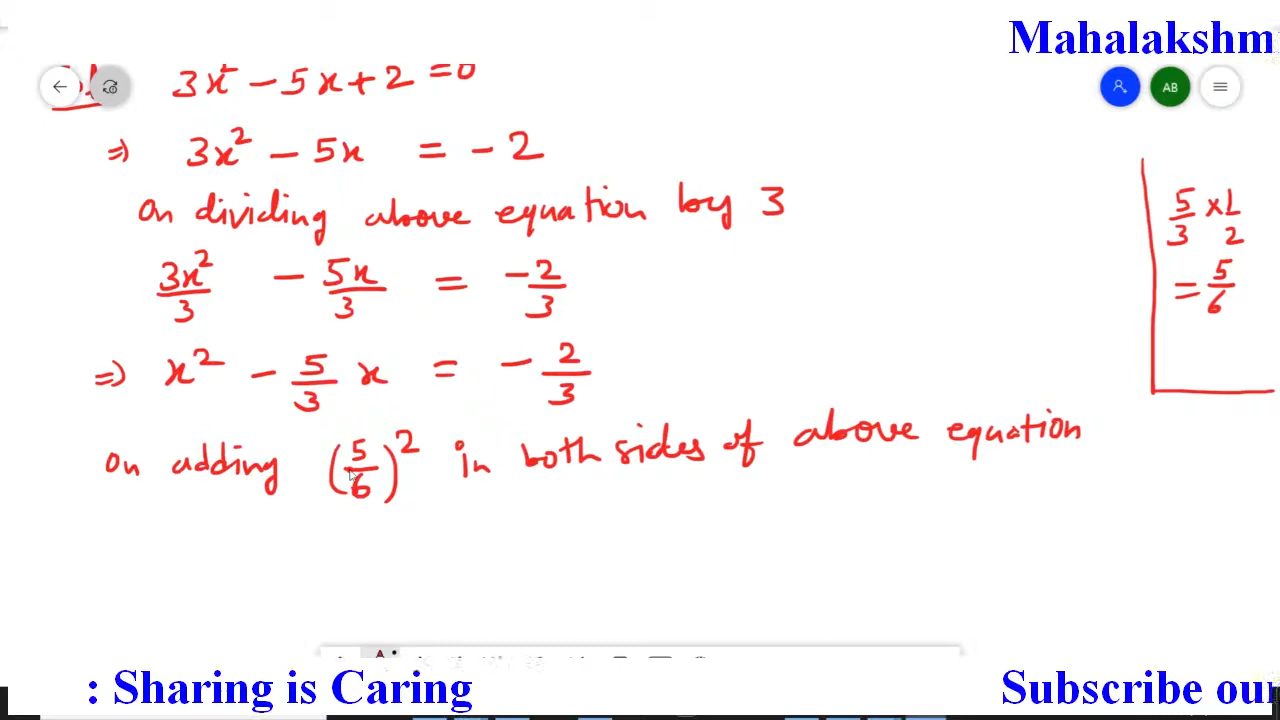 Mahalakshm
3x² - 5x + 2 = 0
AB
⇒ 3x² - 5x = - 2
On dividing above equation by 3
3x²/3 - 5x/3 = -2/3
⇒ x² - 5/3 x = - 2/3
On adding (5/6)² in both sides of above equation
5/3 × 1/2
= 5/6
: Sharing is Caring
Subscribe our